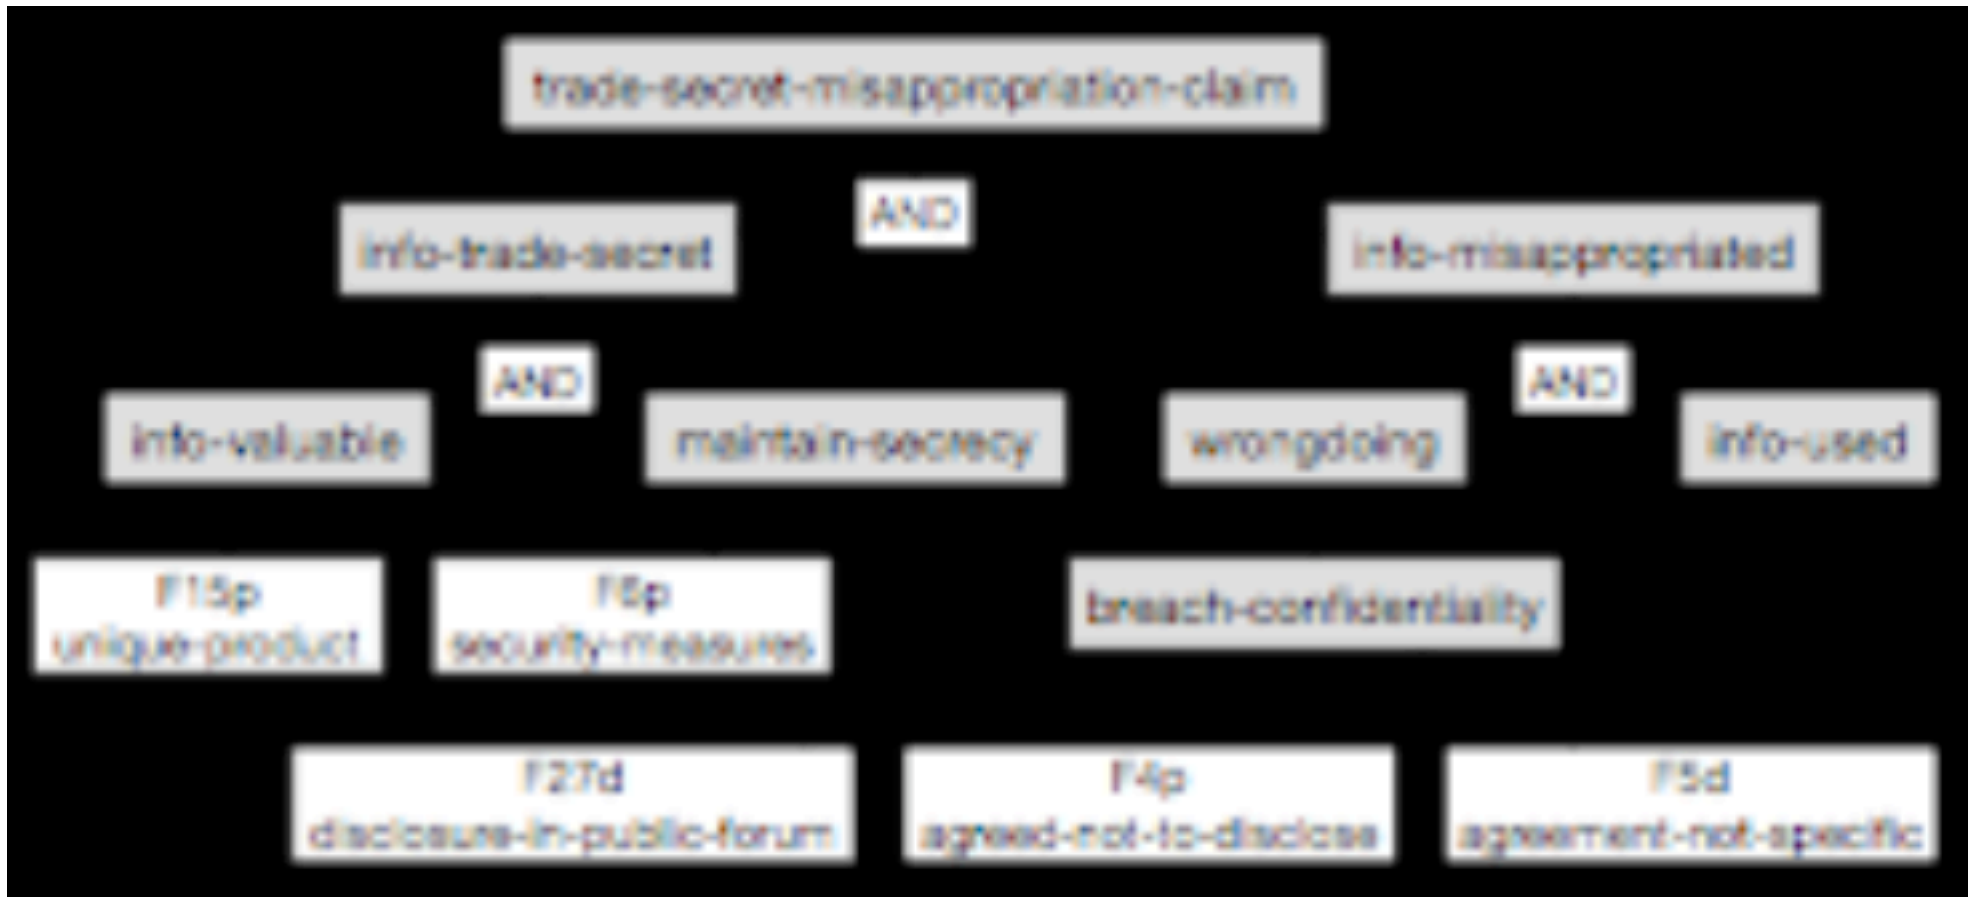 trade-secret-misappropriation-claim
AND
info-trade-secret
info-misappropriated
AND
AND
info-valuable
maintain-secrecy
wrongdoing
info-used
F15p
unique-product
F6p
security-measures
breach-confidentiality
F27d
disclosure-in-public-forum
F4p
agreed-not-to-disclose
F5d
agreement-not-specific